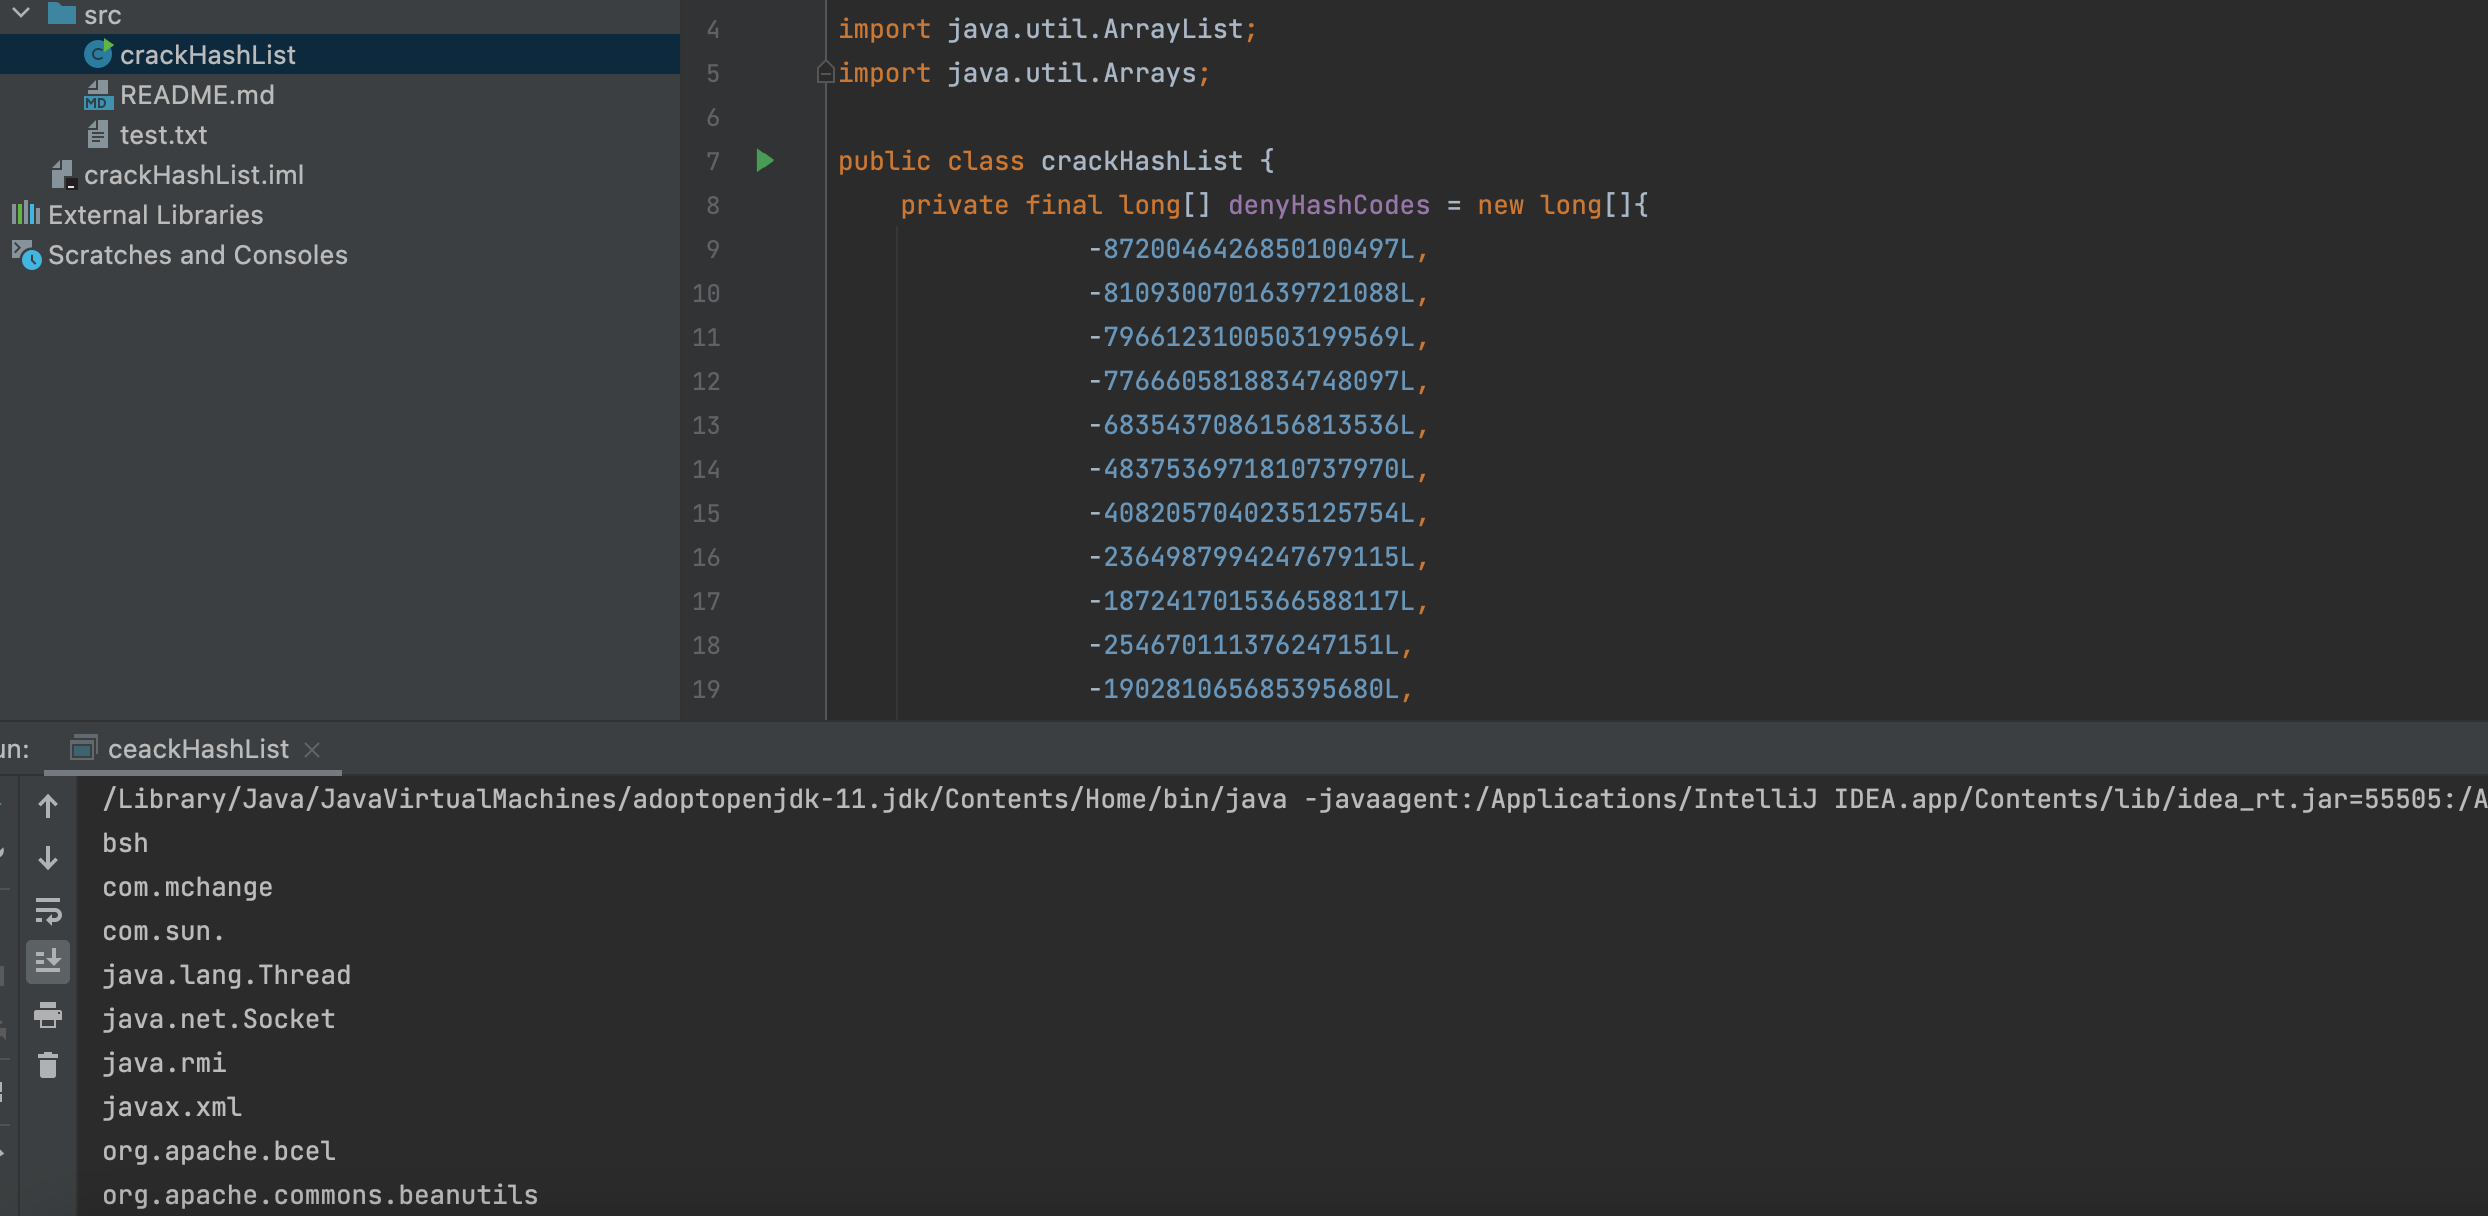 src
crackHashList
README.md
test.txt
crackHashList.iml
External Libraries
Scratches and Consoles
4 import java.util.ArrayList;
5 import java.util.Arrays;
6
7 public class crackHashList {
8 private final long[] denyHashCodes = new long[]{
9 -8720046426850100497L,
10 -8109300701639721088L,
11 -7966123100503199569L,
12 -7766605818834748097L,
13 -6835437086156813536L,
14 -4837536971810737970L,
15 -4082057040235125754L,
16 -2364987994247679115L,
17 -1872417015366588117L,
18 -254670111376247151L,
19 -190281065685395680L,
un: ceackHashList
/Library/Java/JavaVirtualMachines/adoptopenjdk-11.jdk/Contents/Home/bin/java -javaagent:/Applications/IntelliJ IDEA.app/Contents/lib/idea_rt.jar=55505:/A
bsh
com.mchange
com.sun.
java.lang.Thread
java.net.Socket
java.rmi
javax.xml
org.apache.bcel
org.apache.commons.beanutils